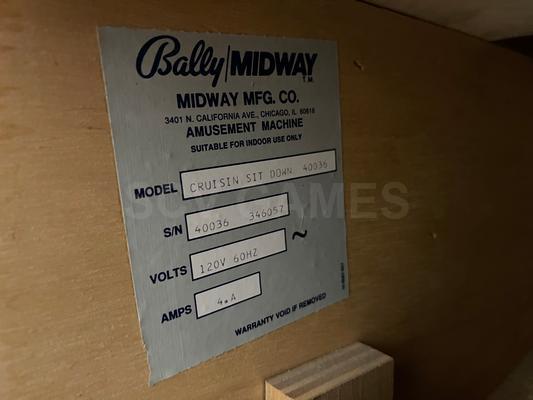 Bally/MIDWAY T.M.
MIDWAY MFG. CO.
3401 N. CALIFORNIA AVE., CHICAGO, IL. 60618
AMUSEMENT MACHINE
SUITABLE FOR INDOOR USE ONLY
MODEL CRUISIN SIT DOWN 40036
S/N 40036 346057
VOLTS 120V 60HZ ~
AMPS 4.A
WARRANTY VOID IF REMOVED
GAMES